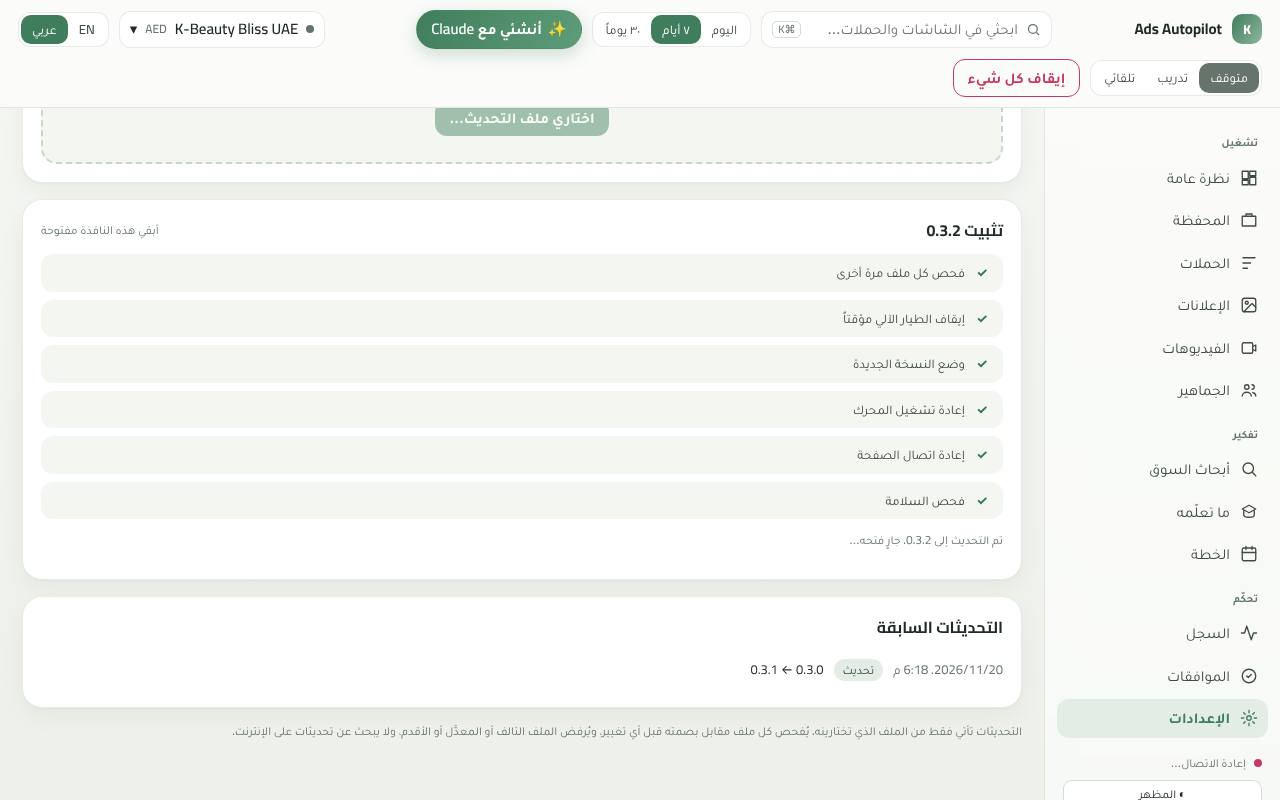 K
Ads Autopilot
ابحثي في الشاشات والحملات...
⌘K
اليوم
٧ أيام
٣٠ يوماً
✨ أنشئي مع Claude
K-Beauty Bliss UAE AED ▾
EN
عربي
متوقف
تدريب
تلقائي
إيقاف كل شيء
تشغيل
نظرة عامة
المحفظة
الحملات
الإعلانات
الفيديوهات
الجماهير
تفكير
أبحاث السوق
ما تعلّمه
الخطة
تحكّم
السجل
الموافقات
الإعدادات
إعادة الاتصال...
المظهر
اختاري ملف التحديث...
تثبيت 0.3.2
أبقي هذه النافذة مفتوحة
✓ فحص كل ملف مرة أخرى
✓ إيقاف الطيار الآلي مؤقتاً
✓ وضع النسخة الجديدة
✓ إعادة تشغيل المحرك
✓ إعادة اتصال الصفحة
✓ فحص السلامة
تم التحديث إلى 0.3.2. جارٍ فتحه...
التحديثات السابقة
2026/11/20، 6:18 م تحديث 0.3.0 ← 0.3.1
التحديثات تأتي فقط من الملف الذي تختارينه. يُفحص كل ملف مقابل بصمته قبل أي تغيير. ويُرفض الملف التالف أو المعدَّل أو الأقدم. ولا يبحث عن تحديثات على الإنترنت.